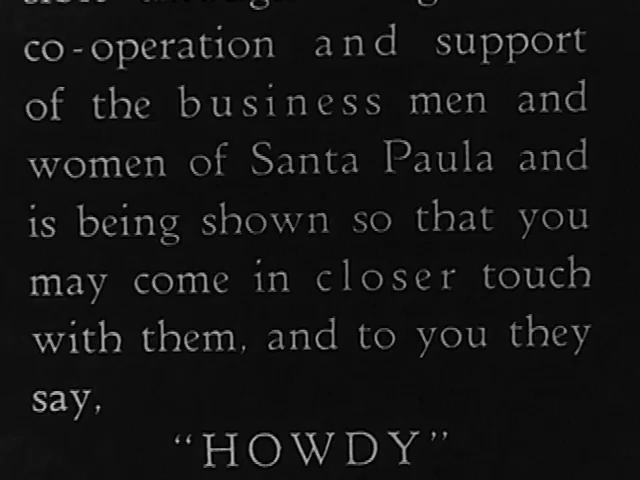 co-operation and support
of the business men and
women of Santa Paula and
is being shown so that you
may come in closer touch
with them, and to you they
say,
"HOWDY"